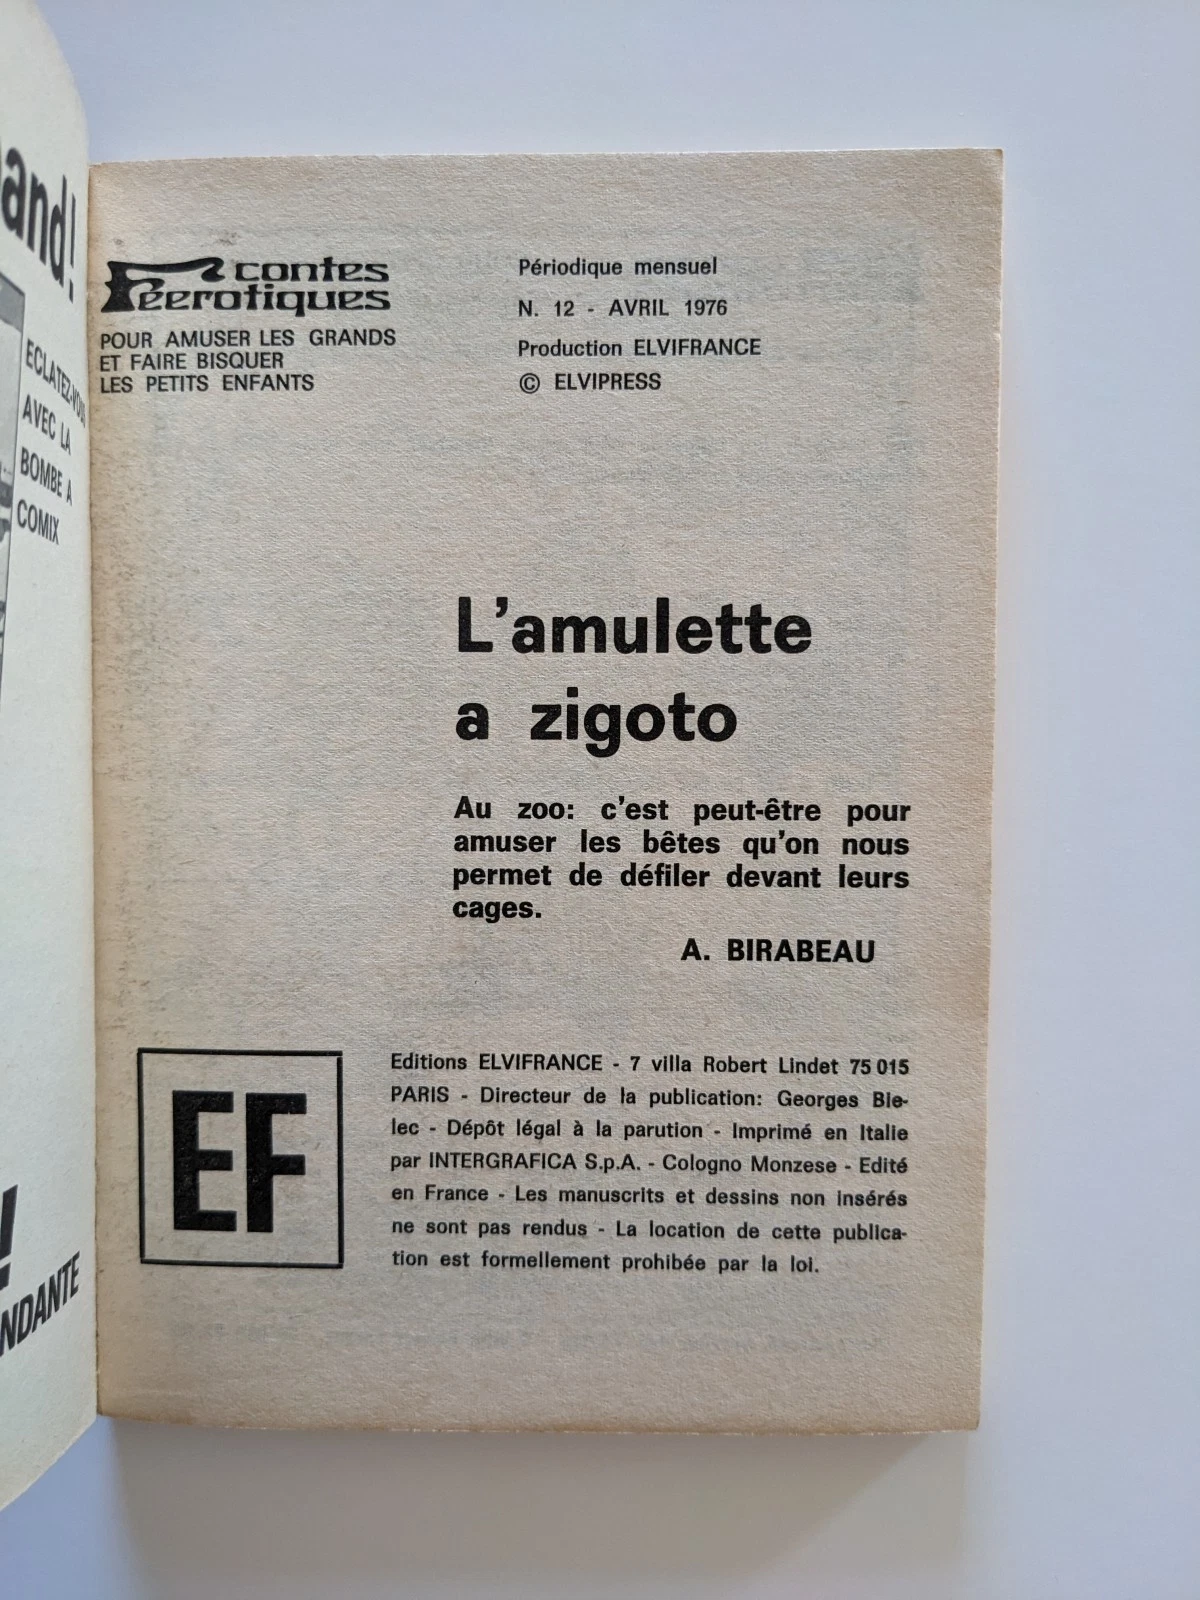 and!
ECLATEZ-VOUS
AVEC LA
BOMBE A
COMIX
!
NDANTE
contes
Féerotiques
POUR AMUSER LES GRANDS
ET FAIRE BISQUER
LES PETITS ENFANTS
Périodique mensuel
N. 12 - AVRIL 1976
Production ELVIFRANCE
© ELVIPRESS
L'amulette
a zigoto
Au zoo: c'est peut-être pour
amuser les bêtes qu'on nous
permet de défiler devant leurs
cages.
A. BIRABEAU
EF
Editions ELVIFRANCE - 7 villa Robert Lindet 75 015
PARIS - Directeur de la publication: Georges Bie-
lec - Dépôt légal à la parution - Imprimé en Italie
par INTERGRAFICA S.p.A. - Cologno Monzese - Edité
en France - Les manuscrits et dessins non insérés
ne sont pas rendus - La location de cette publica-
tion est formellement prohibée par la loi.